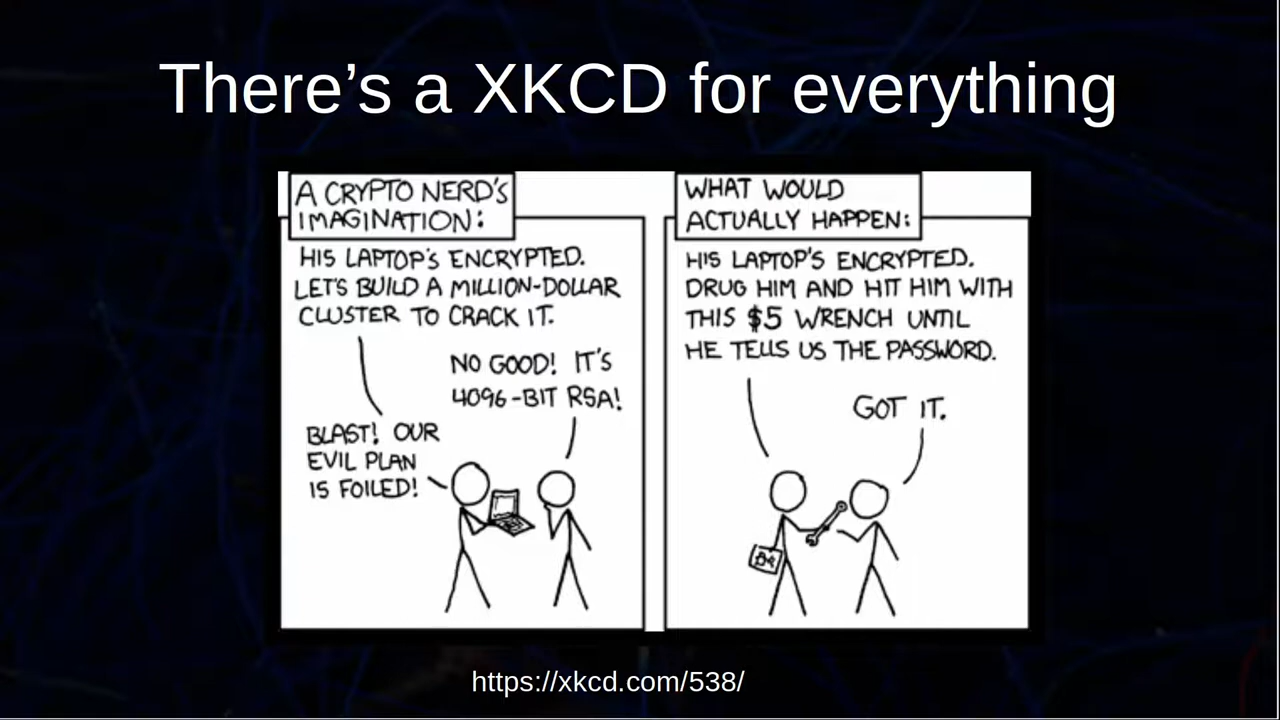 There’s a XKCD for everything
A CRYPTO NERD'S
IMAGINATION:
HIS LAPTOP'S ENCRYPTED.
LET'S BUILD A MILLION-DOLLAR
CLUSTER TO CRACK IT.
NO GOOD! IT'S
4096-BIT RSA!
BLAST! OUR
EVIL PLAN
IS FOILED!
WHAT WOULD
ACTUALLY HAPPEN:
HIS LAPTOP'S ENCRYPTED.
DRUG HIM AND HIT HIM WITH
THIS $5 WRENCH UNTIL
HE TELLS US THE PASSWORD.
GOT IT.
https://xkcd.com/538/